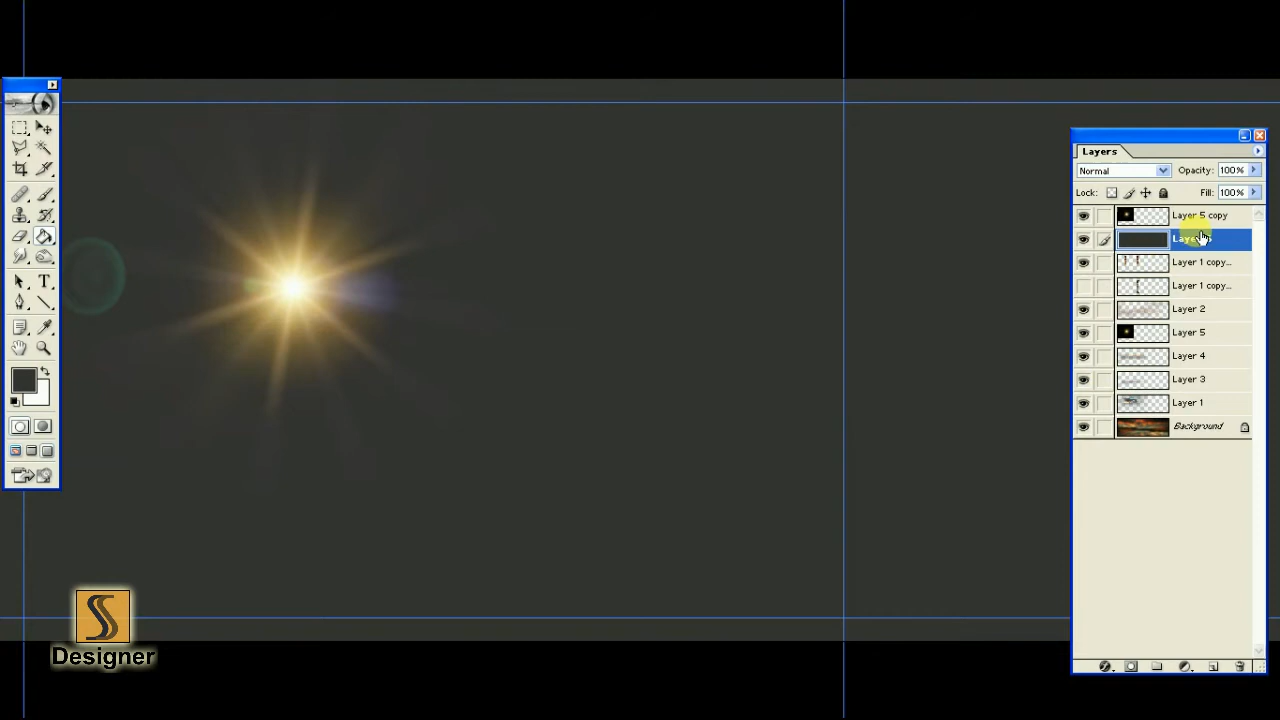 Layers
Normal
Opacity: 100%
Lock:
Fill: 100%
Layer 5 copy
Layer 1 copy...
Layer 1 copy...
Layer 2
Layer 5
Layer 4
Layer 3
Layer 1
Background
T
S
Designer